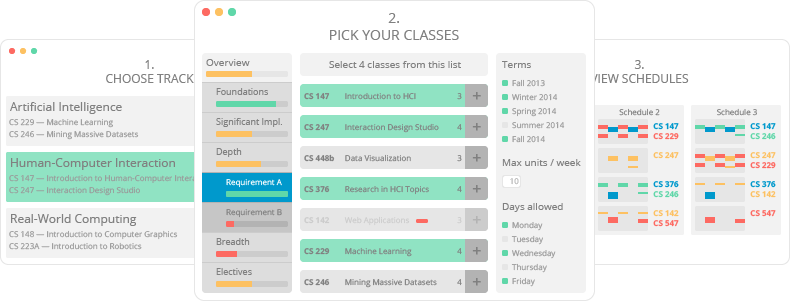 1.
CHOOSE TRACK
Artificial Intelligence
CS 229 — Machine Learning
CS 246 — Mining Massive Datasets
Human-Computer Interaction
CS 147 — Introduction to Human-Computer Intera
CS 247 — Interaction Design Studio
Real-World Computing
CS 148 — Introduction to Computer Graphics
CS 223A — Introduction to Robotics
2.
PICK YOUR CLASSES
Overview
Foundations
Significant Impl.
Depth
Requirement A
Requirement B
Breadth
Electives
Select 4 classes from this list
CS 147 Introduction to HCI 3 +
CS 247 Interaction Design Studio 4 +
CS 448b Data Visualization 3 +
CS 376 Research in HCI Topics 4 +
CS 142 Web Applications 3 +
CS 229 Machine Learning 4 +
CS 246 Mining Massive Datasets 4 +
Terms
Fall 2013
Winter 2014
Spring 2014
Summer 2014
Fall 2014
Max units / week
10
Days allowed
Monday
Tuesday
Wednesday
Thursday
Friday
3.
VIEW SCHEDULES
Schedule 2
CS 147
CS 229
CS 247
CS 376
CS 246
CS 142
CS 547
Schedule 3
CS 147
CS 246
CS 247
CS 229
CS 376
CS 142
CS 547